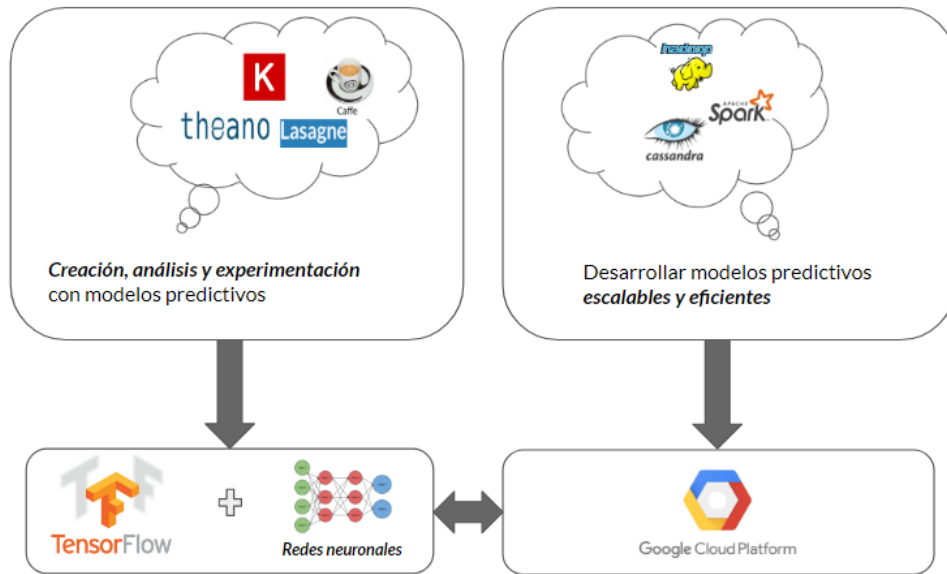 K
Caffe
theano
Lasagne
Creación, análisis y experimentación
con modelos predictivos
hadoop
APACHE
Spark
cassandra
Desarrollar modelos predictivos
escalables y eficientes
TensorFlow
Redes neuronales
Google Cloud Platform